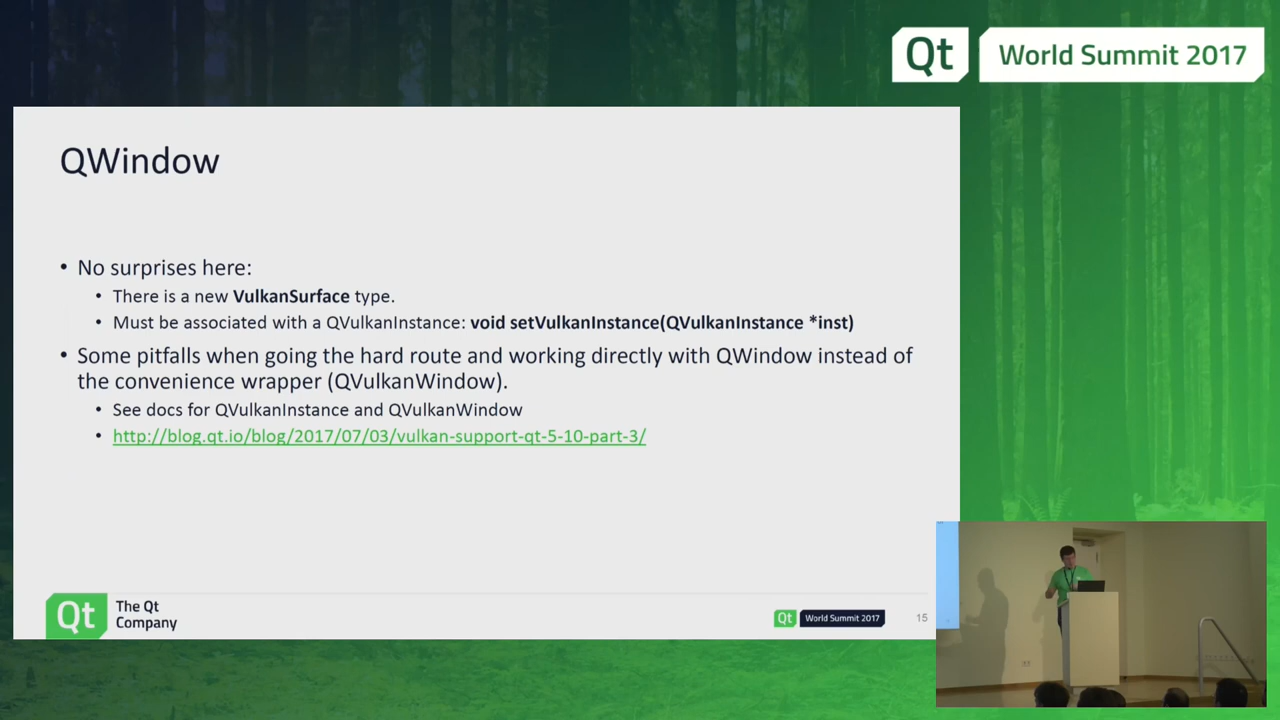 Qt World Summit 2017
QWindow
• No surprises here:
• There is a new VulkanSurface type.
• Must be associated with a QVulkanInstance: void setVulkanInstance(QVulkanInstance *inst)
• Some pitfalls when going the hard route and working directly with QWindow instead of
the convenience wrapper (QVulkanWindow).
• See docs for QVulkanInstance and QVulkanWindow
• http://blog.qt.io/blog/2017/07/03/vulkan-support-qt-5-10-part-3/
Qt The Qt
Company
Qt World Summit 2017 15